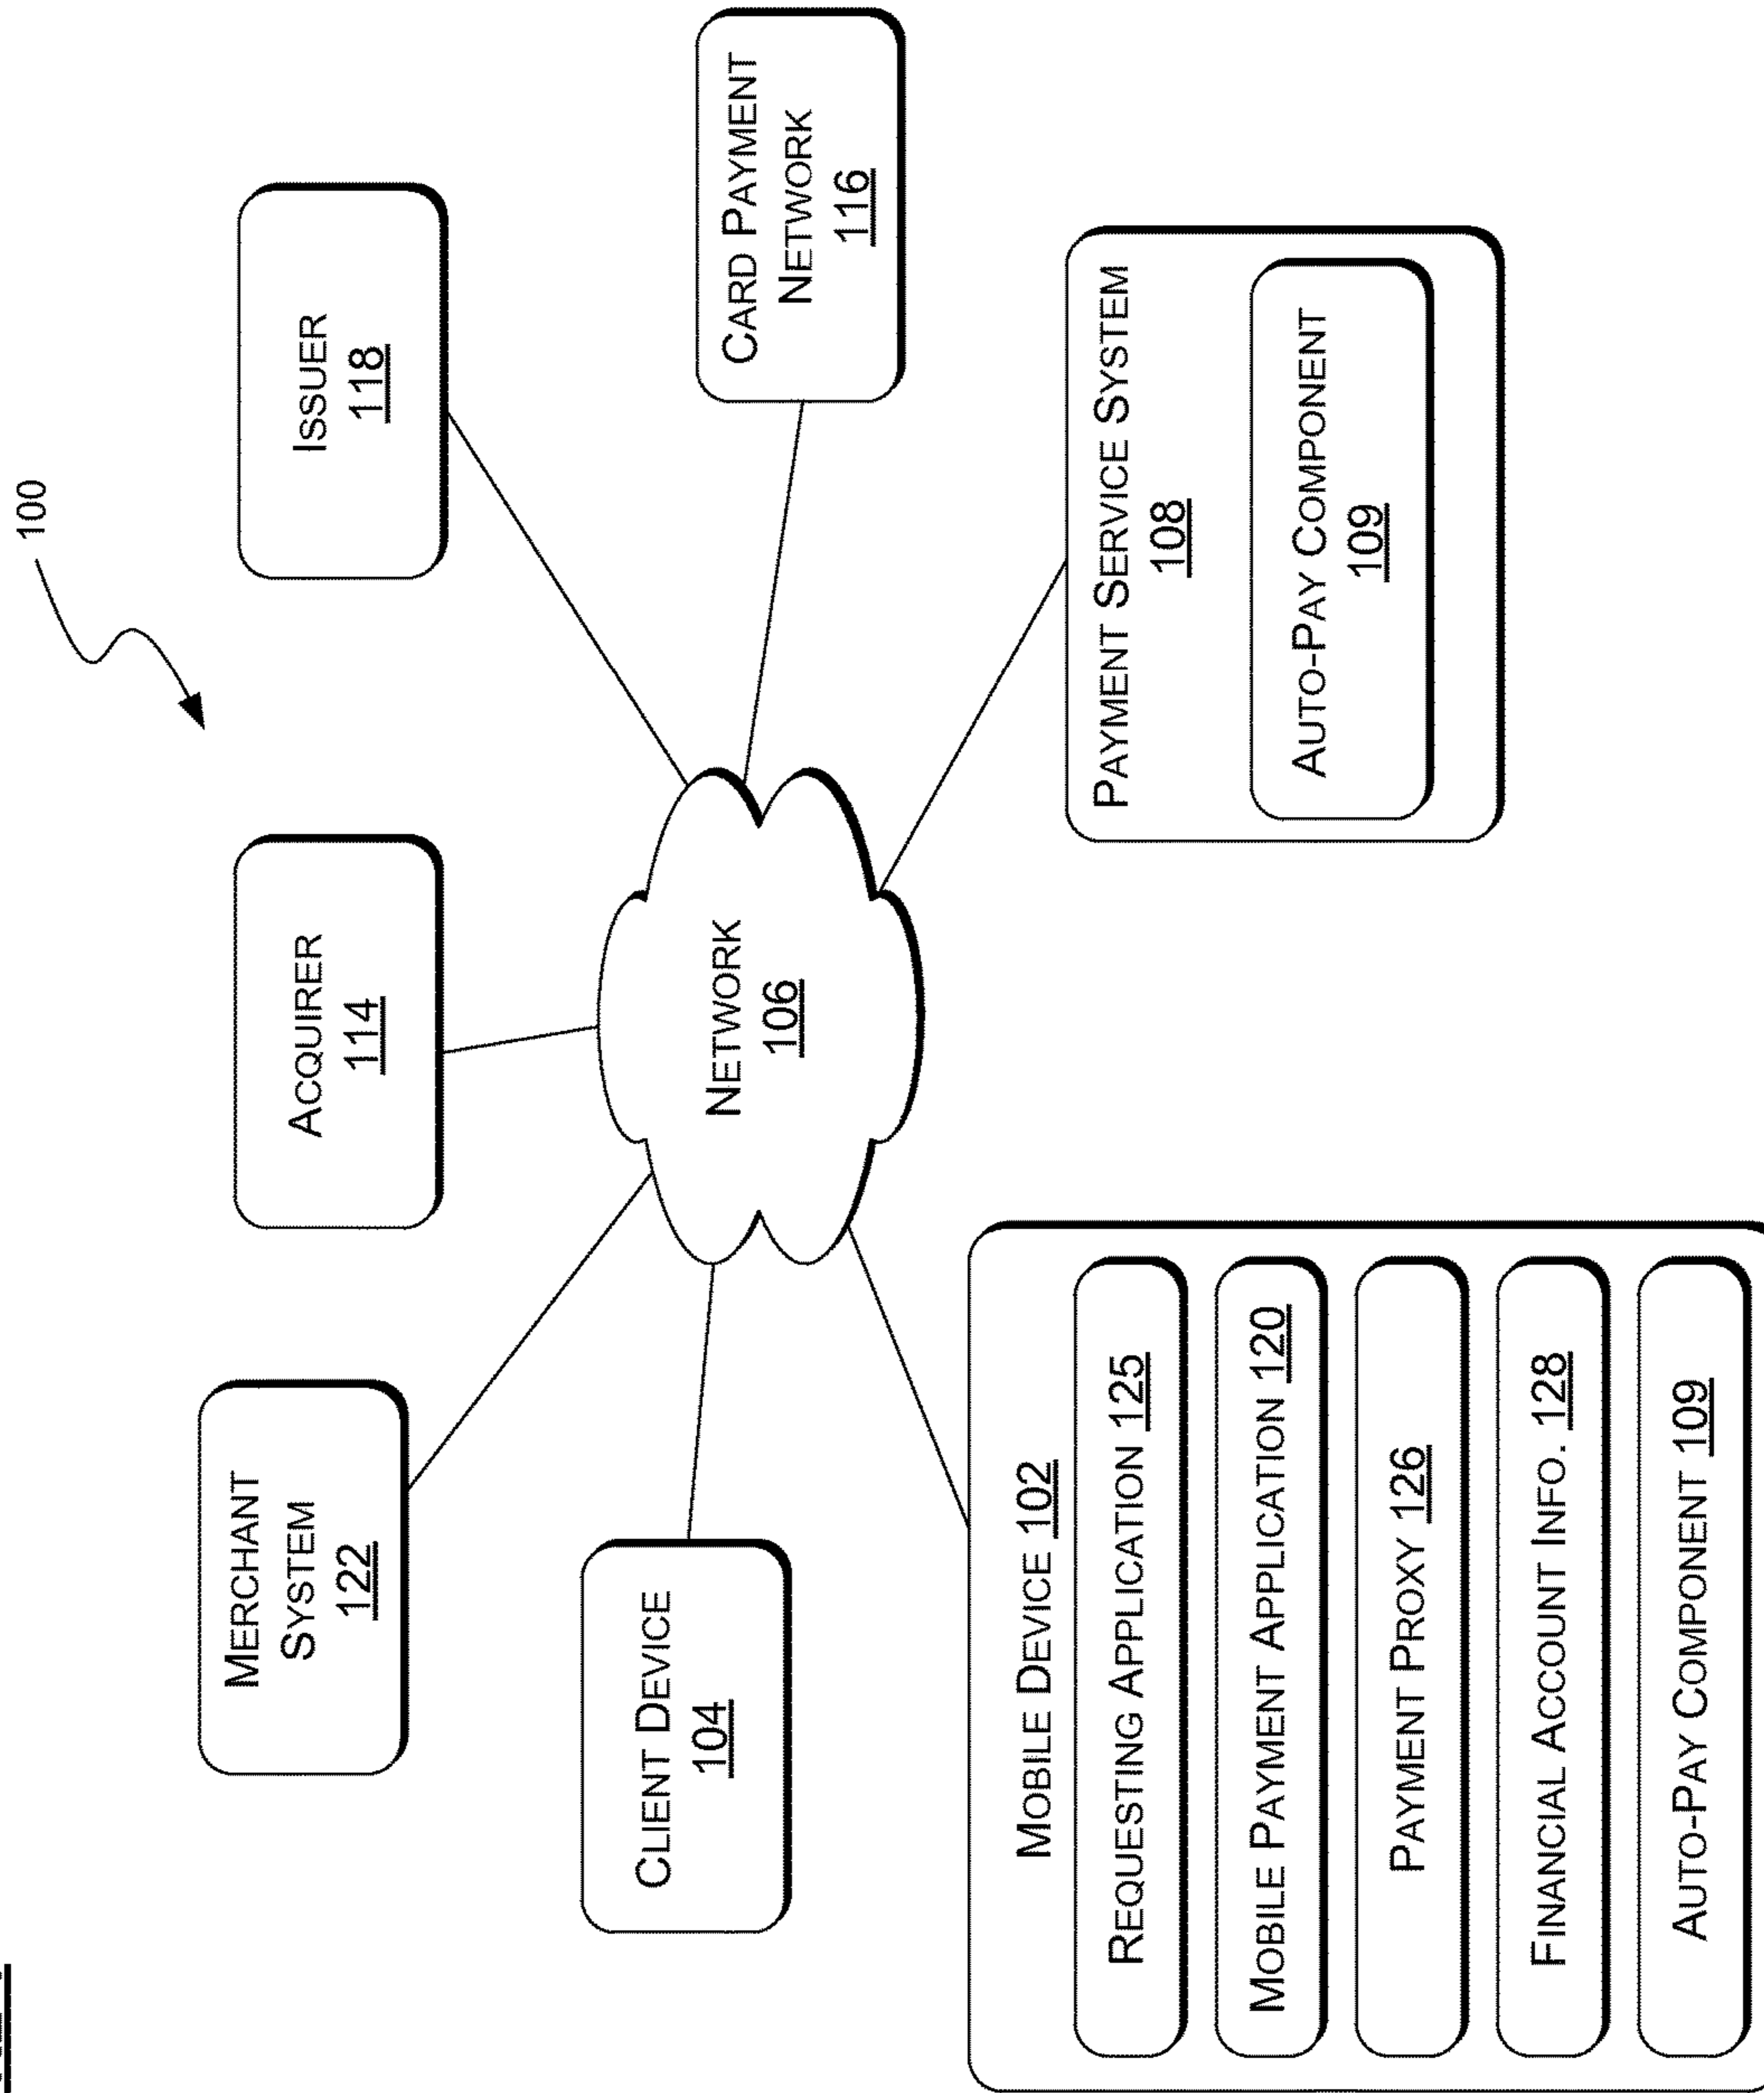 100
MERCHANT
SYSTEM
122
ACQUIRER
114
ISSUER
118
CLIENT DEVICE
104
NETWORK
106
CARD PAYMENT
NETWORK
116
MOBILE DEVICE 102
REQUESTING APPLICATION 125
MOBILE PAYMENT APPLICATION 120
PAYMENT PROXY 126
FINANCIAL ACCOUNT INFO. 128
AUTO-PAY COMPONENT 109
PAYMENT SERVICE SYSTEM
108
AUTO-PAY COMPONENT
109